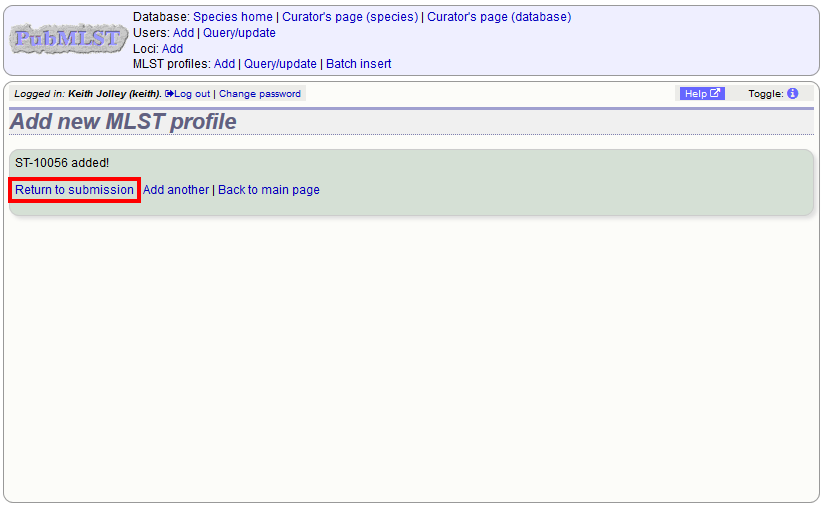 PubMLST
Database: Species home | Curator's page (species) | Curator's page (database)
Users: Add | Query/update
Loci: Add
MLST profiles: Add | Query/update | Batch insert
Logged in: Keith Jolley (keith). Log out | Change password
Help
Toggle:
Add new MLST profile
ST-10056 added!
Return to submission Add another | Back to main page